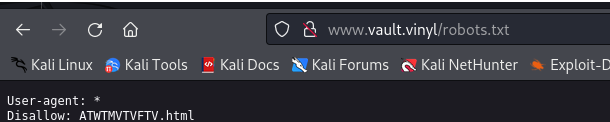 www.vault.vinyl/robots.txt
Kali Linux Kali Tools Kali Docs Kali Forums Kali NetHunter Exploit-D
User-agent: *
Disallow: ATWTMVTVFTV.html